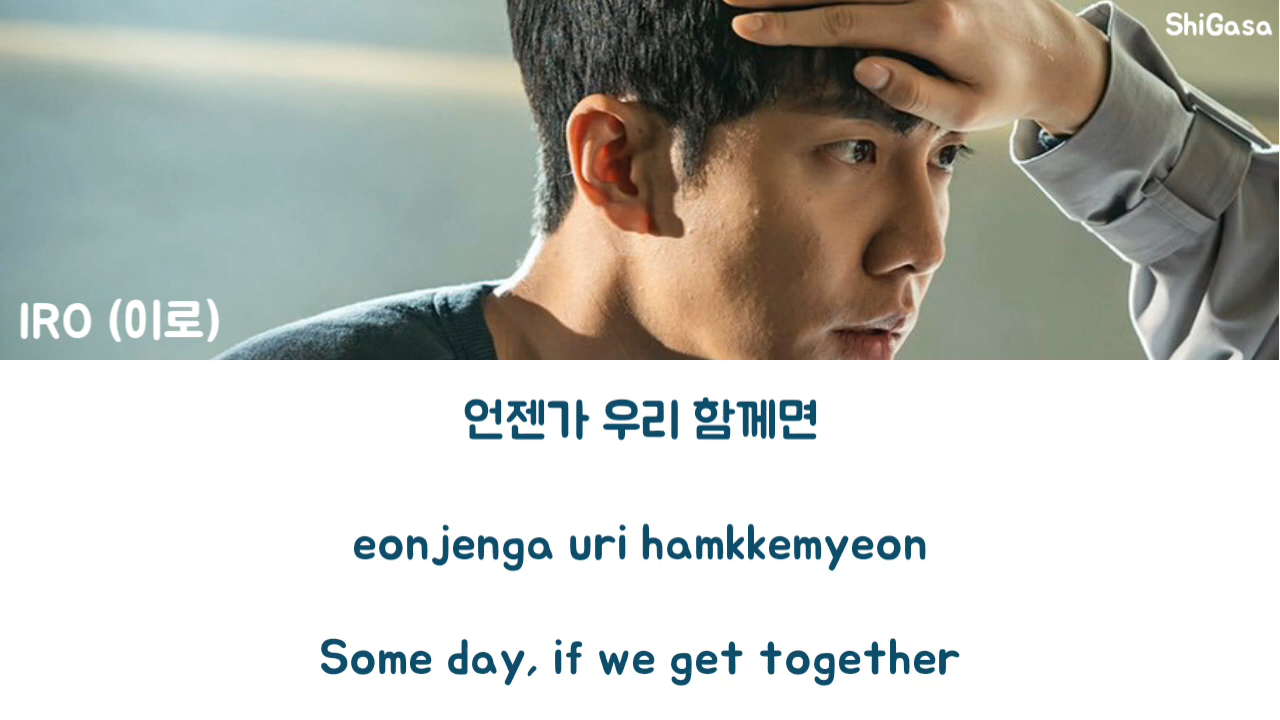 ShiGasa
IRO (이로)
언젠가 우리 함께면
eonjenga uri hamkkemyeon
Some day, if we get together